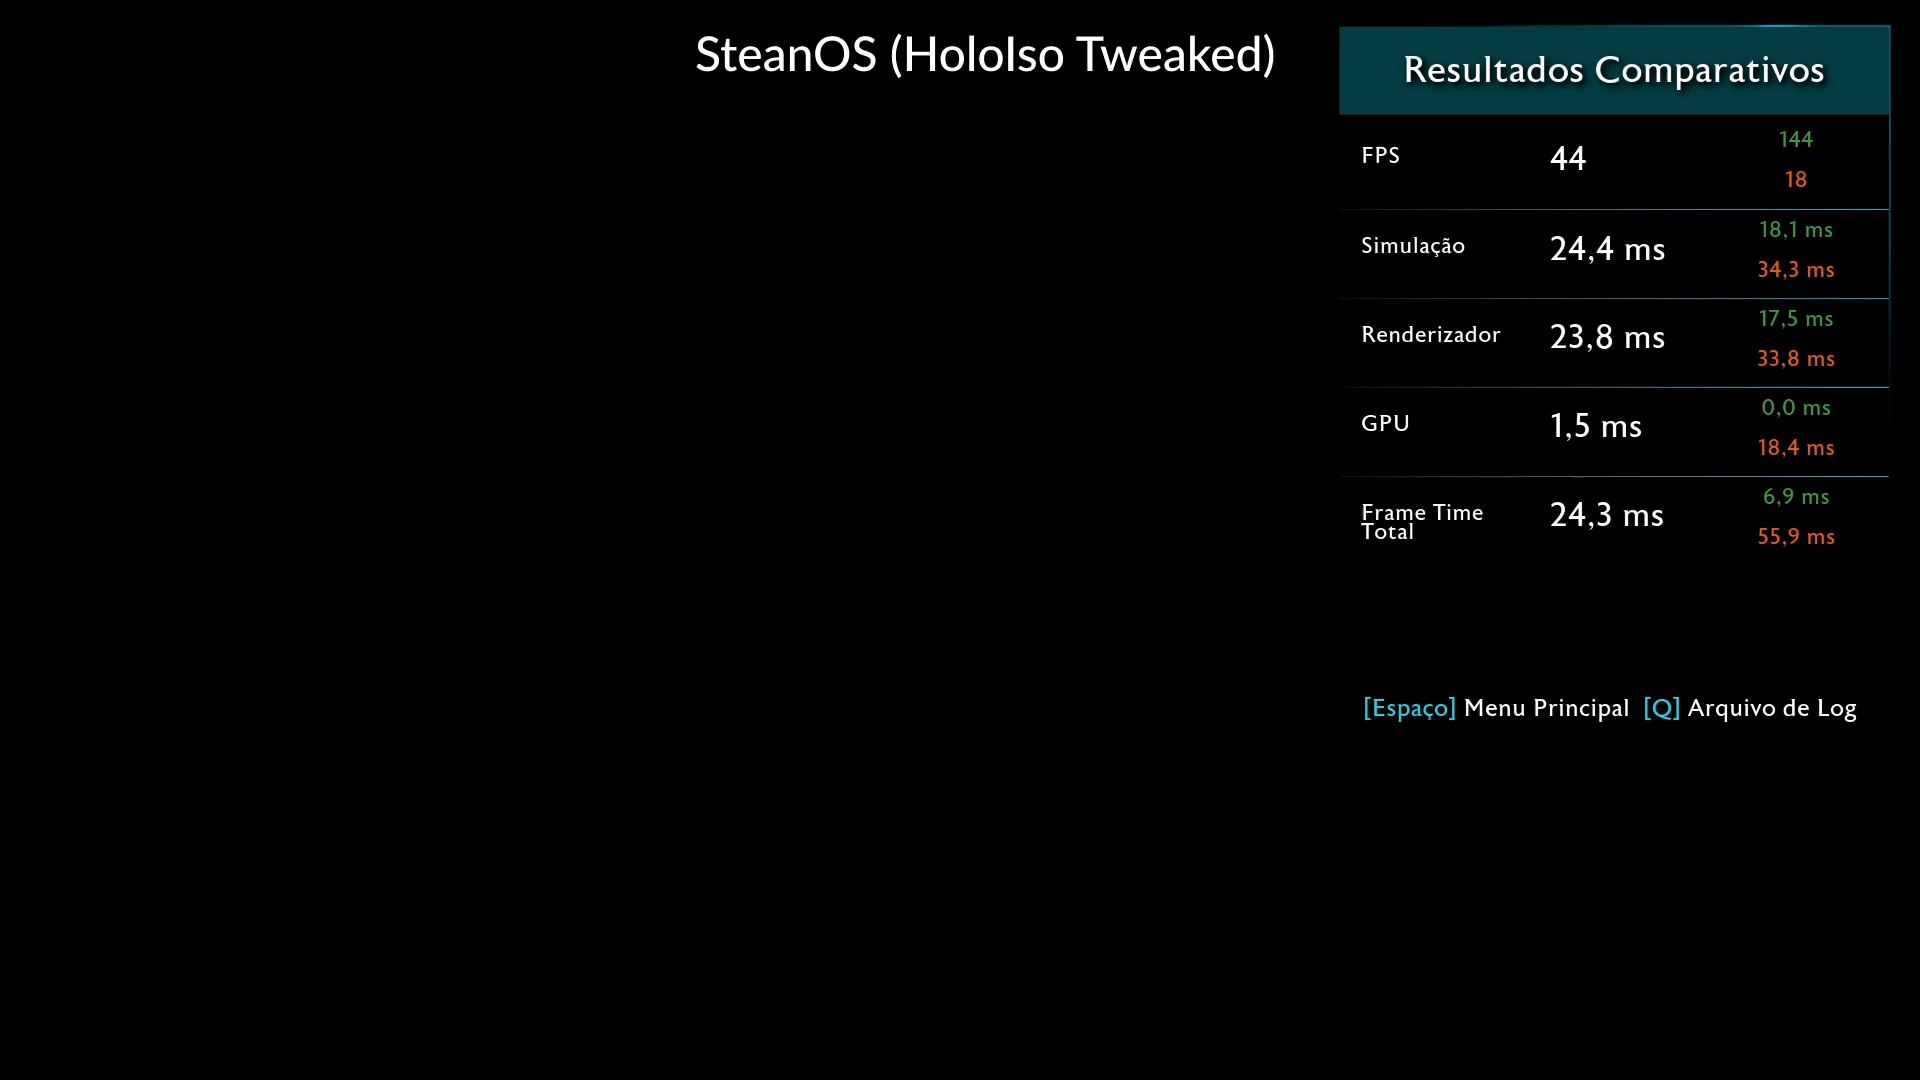 SteanOS (HoloIso Tweaked)
Resultados Comparativos
FPS 44 144
18
Simulação 24,4 ms 18,1 ms
34,3 ms
Renderizador 23,8 ms 17,5 ms
33,8 ms
GPU 1,5 ms 0,0 ms
18,4 ms
Frame Time
Total 24,3 ms 6,9 ms
55,9 ms
[Espaço] Menu Principal [Q] Arquivo de Log